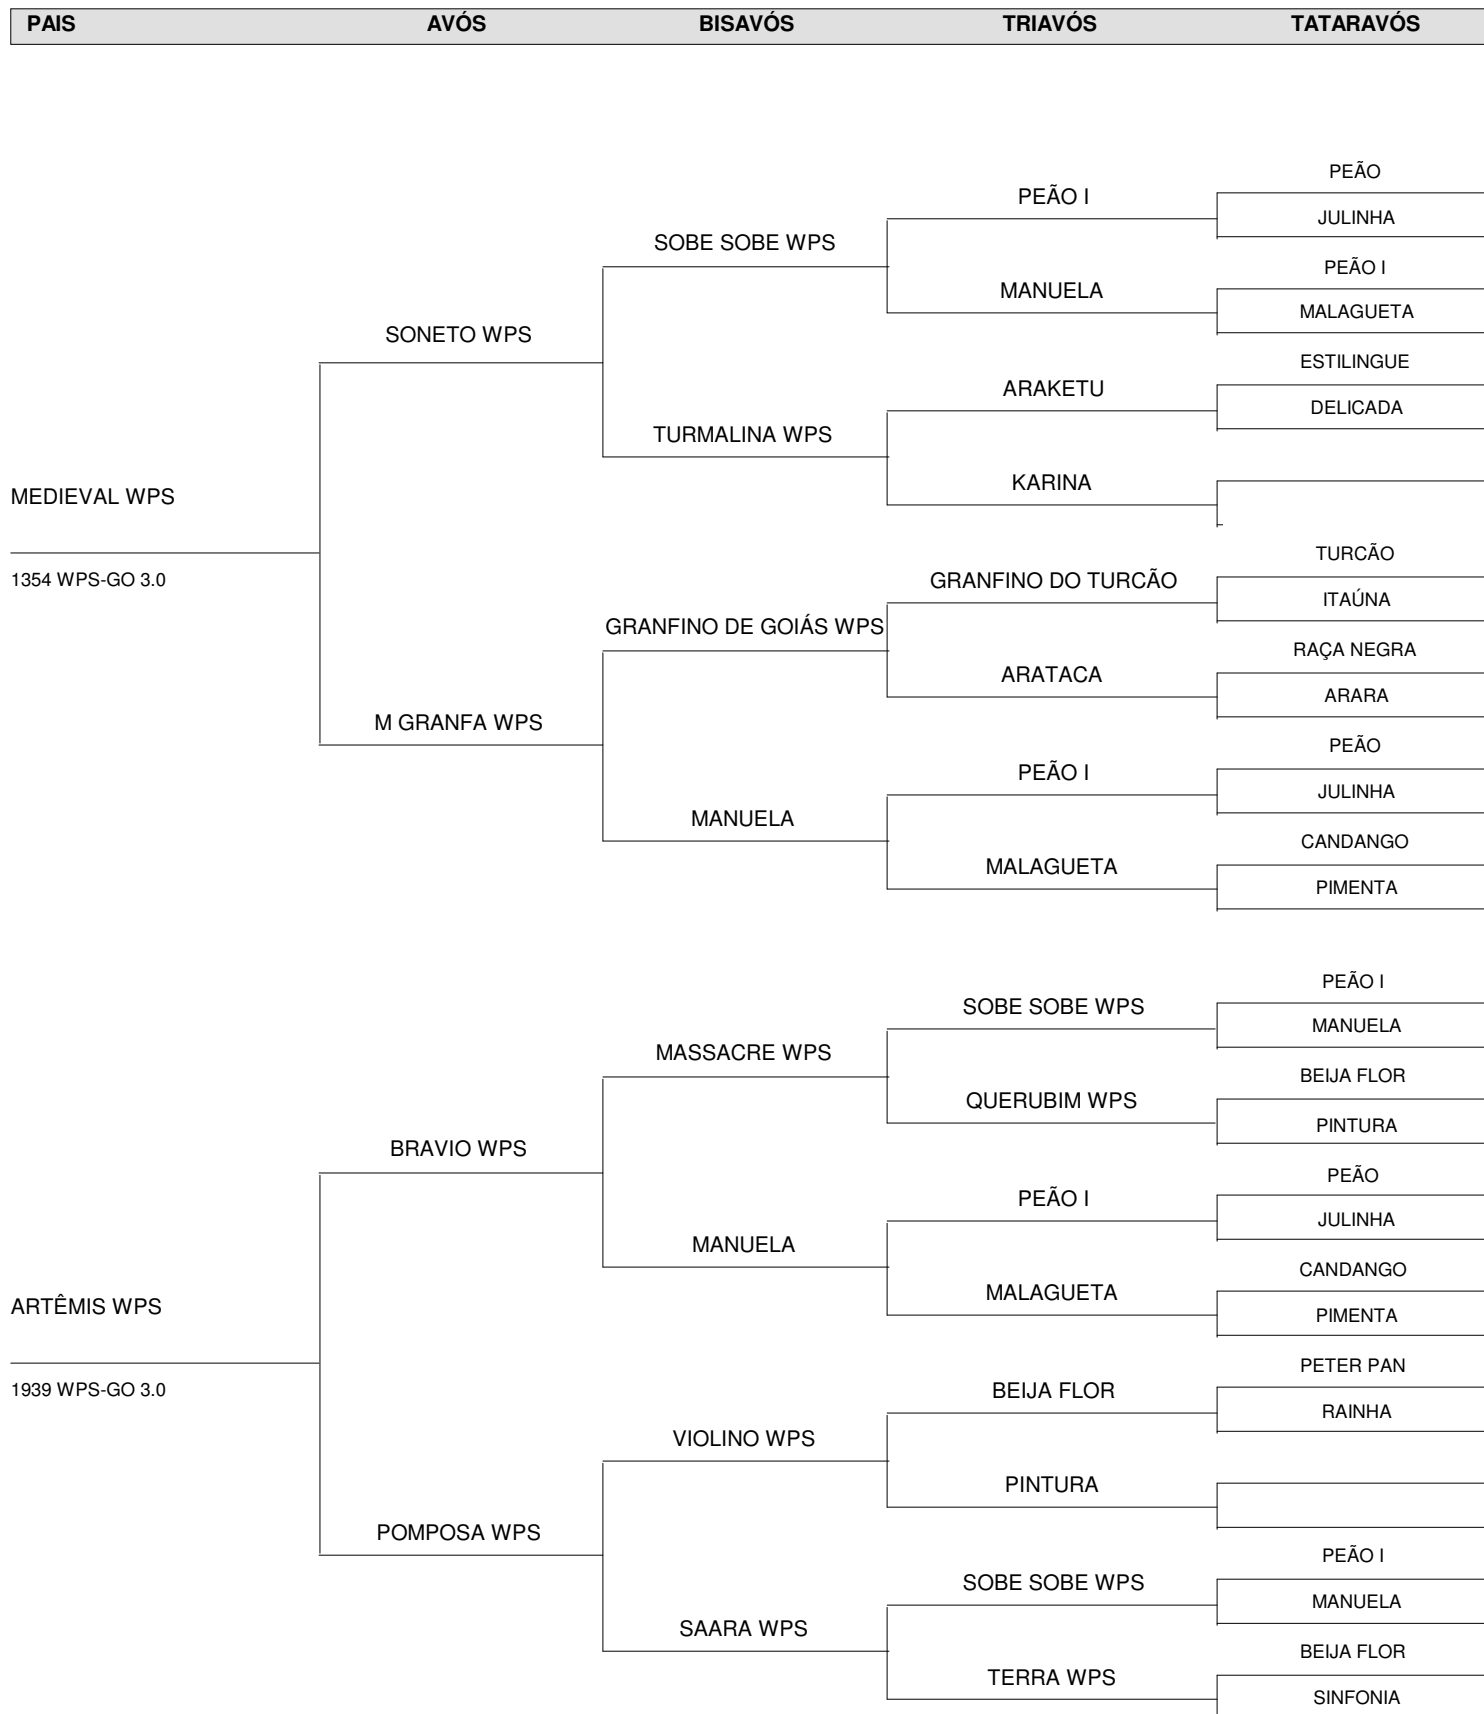 PAIS AVÓS BISAVÓS TRIAVÓS TATARAVÓS
PEÃO
PEÃO I
JULINHA
SOBE SOBE WPS
PEÃO I
MANUELA
MALAGUETA
SONETO WPS
ESTILINGUE
ARAKETU
DELICADA
TURMALINA WPS
KARINA
MEDIEVAL WPS
TURCÃO
1354 WPS-GO 3.0
GRANFINO DO TURCÃO
ITAÚNA
GRANFINO DE GOIÁS WPS
RAÇA NEGRA
ARATACA
ARARA
M GRANFA WPS
PEÃO
PEÃO I
JULINHA
MANUELA
CANDANGO
MALAGUETA
PIMENTA
PEÃO I
SOBE SOBE WPS
MANUELA
MASSACRE WPS
BEIJA FLOR
QUERUBIM WPS
PINTURA
BRAVIO WPS
PEÃO
PEÃO I
JULINHA
MANUELA
CANDANGO
MALAGUETA
ARTÊMIS WPS
PIMENTA
PETER PAN
1939 WPS-GO 3.0
BEIJA FLOR
RAINHA
VIOLINO WPS
PINTURA
POMPOSA WPS
PEÃO I
SOBE SOBE WPS
MANUELA
SAARA WPS
BEIJA FLOR
TERRA WPS
SINFONIA